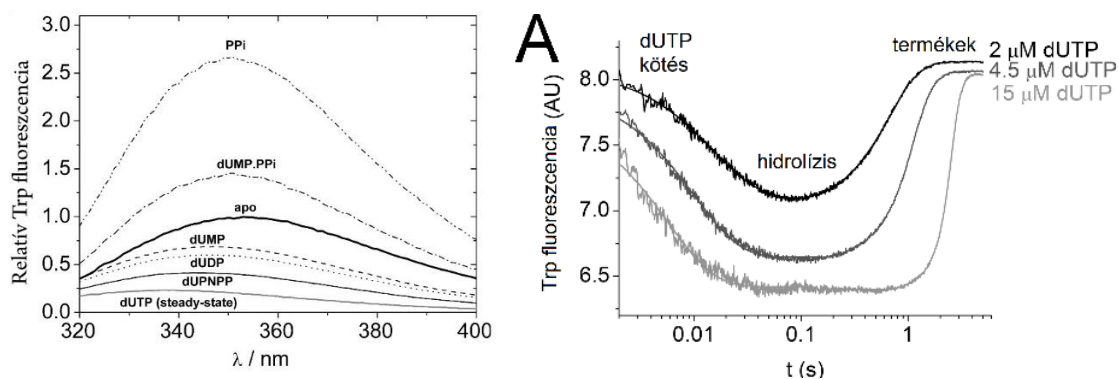 Relatív Trp fluoreszcencia
3.0
2.5
2.0
1.5
1.0
0.5
0.0
PPi
dUMP.PPi
apo
dUMP
dUDP
dUPNPP
dUTP (steady-state)
320
340
360
380
400
λ / nm
A
Trp fluoreszcencia (AU)
8.0
7.5
7.0
6.5
dUTP
kötés
hidrolízis
termékek
2 μM dUTP
4.5 μM dUTP
15 μM dUTP
0.01
0.1
1
t (s)